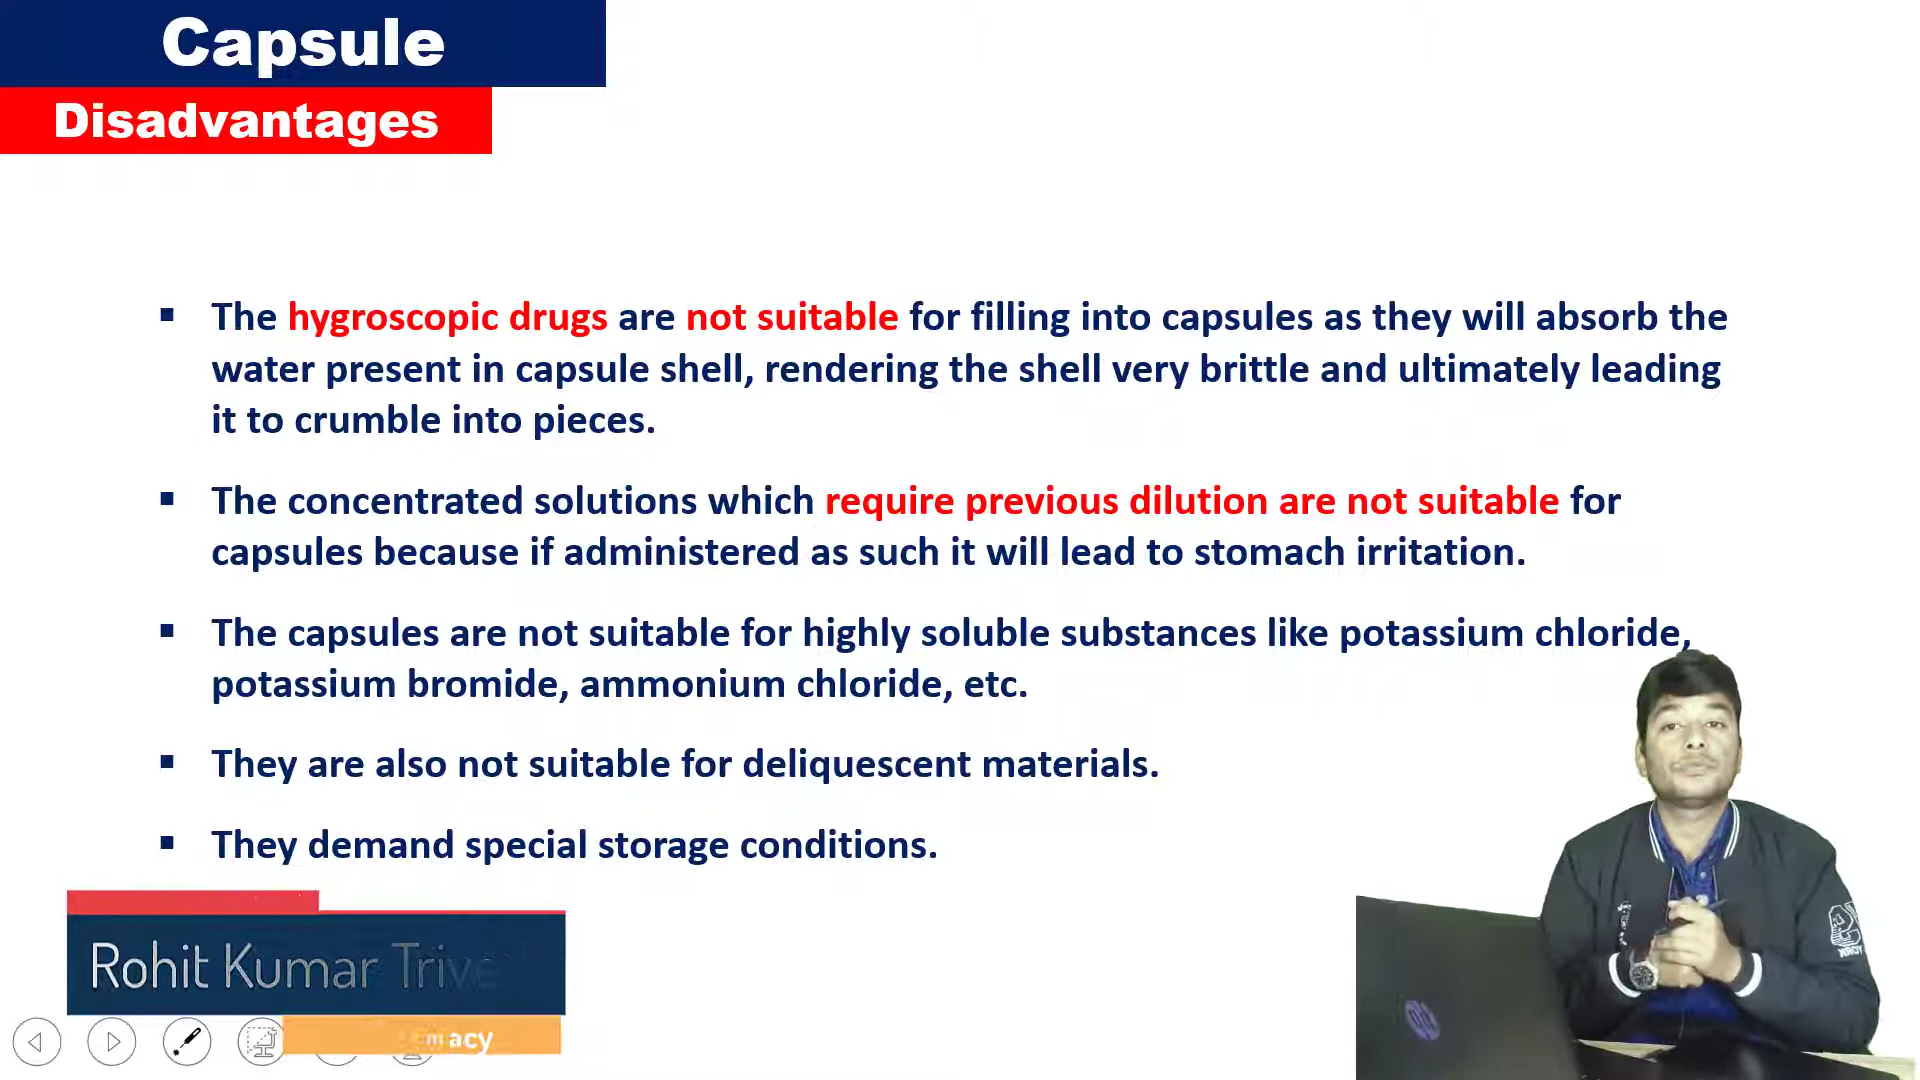 Capsule
Disadvantages
▪ The hygroscopic drugs are not suitable for filling into capsules as they will absorb the
water present in capsule shell, rendering the shell very brittle and ultimately leading
it to crumble into pieces.
▪ The concentrated solutions which require previous dilution are not suitable for
capsules because if administered as such it will lead to stomach irritation.
▪ The capsules are not suitable for highly soluble substances like potassium chloride,
potassium bromide, ammonium chloride, etc.
▪ They are also not suitable for deliquescent materials.
▪ They demand special storage conditions.
Rohit Kumar Trive
macy
hp